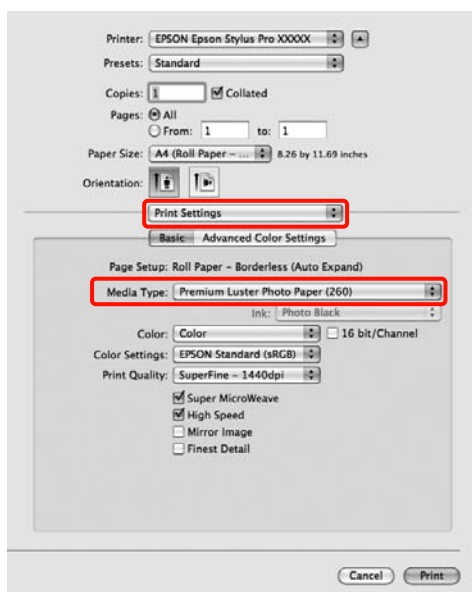 Printer: EPSON Epson Stylus Pro XXXXX
Presets: Standard
Copies: 1 Collated
Pages: All
From: 1 to: 1
Paper Size: A4 (Roll Paper – ... 8.26 by 11.69 inches
Orientation:
Print Settings
Basic Advanced Color Settings
Page Setup: Roll Paper – Borderless (Auto Expand)
Media Type: Premium Luster Photo Paper (260)
Ink: Photo Black
Color: Color 16 bit/Channel
Color Settings: EPSON Standard (sRGB)
Print Quality: SuperFine – 1440dpi
Super MicroWeave
High Speed
Mirror Image
Finest Detail
Cancel Print